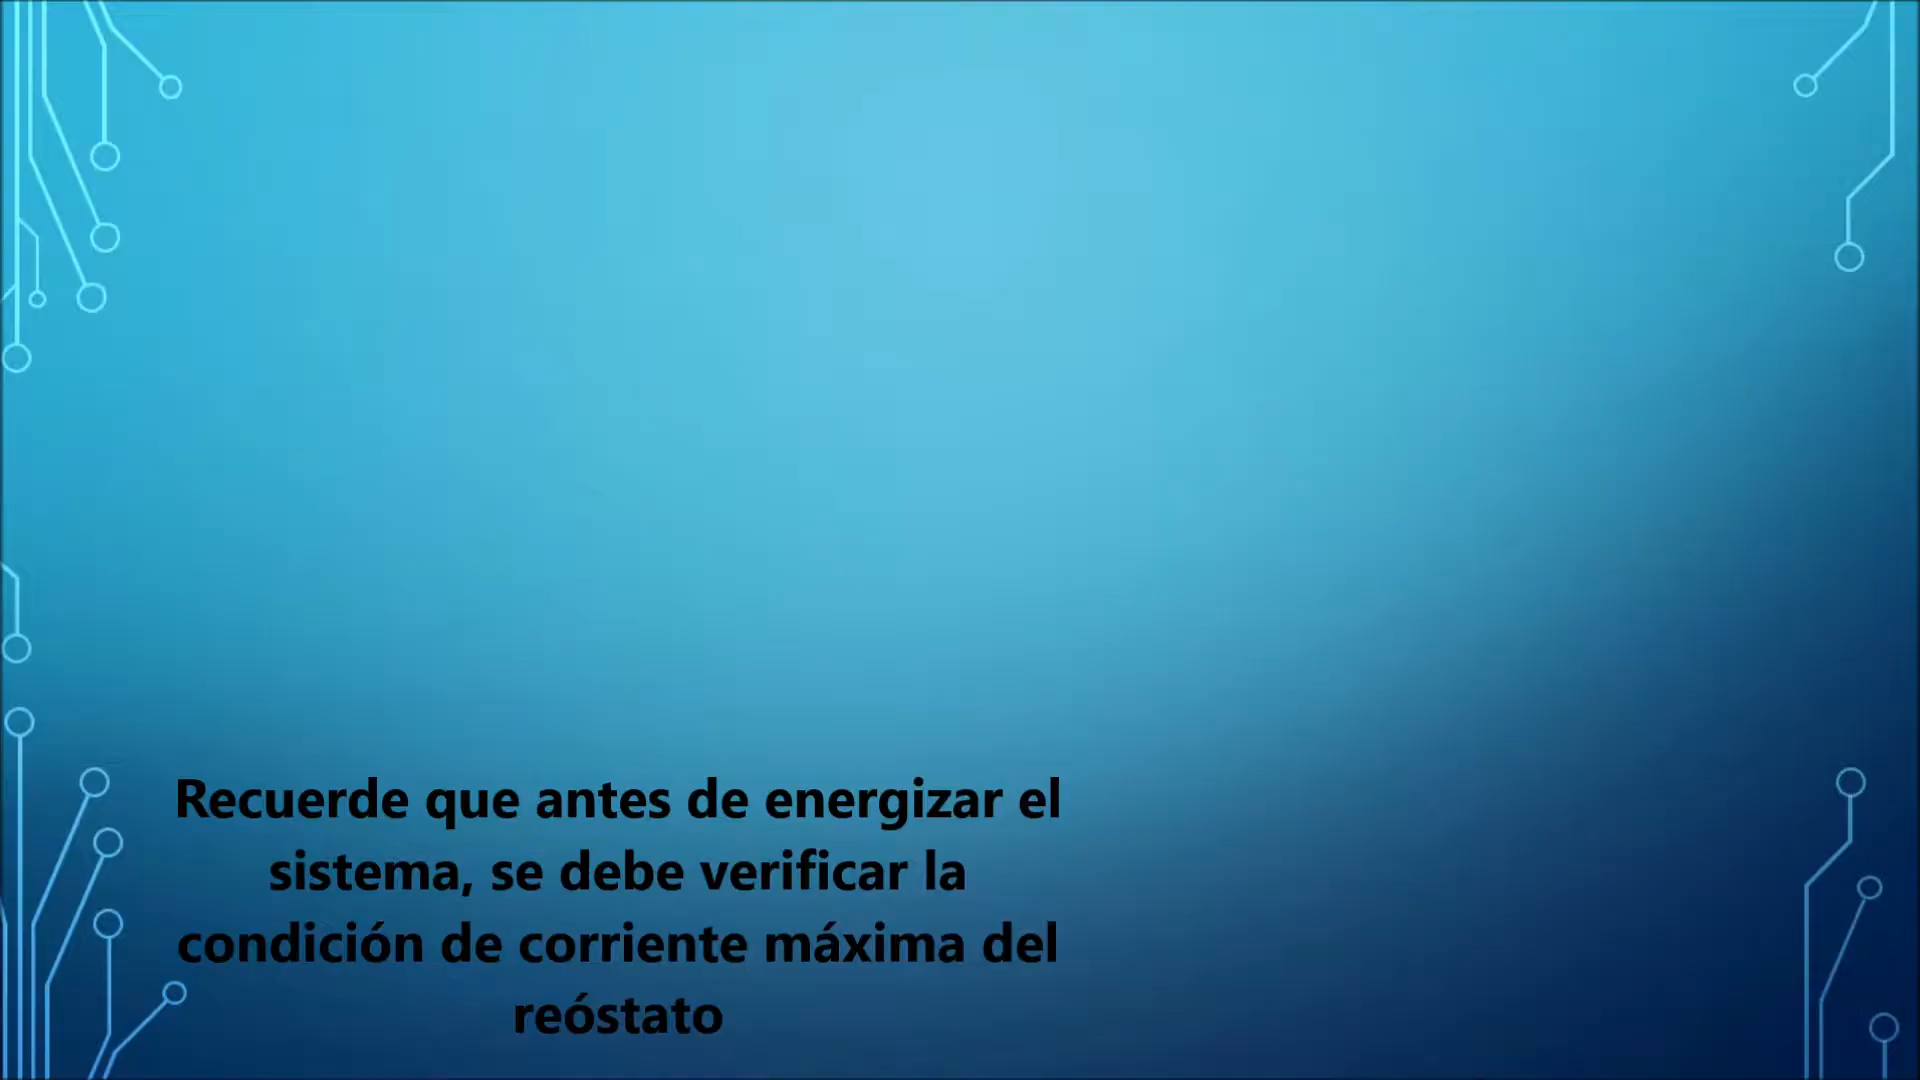 Recuerde que antes de energizar el
sistema, se debe verificar la
condición de corriente máxima del
reóstato